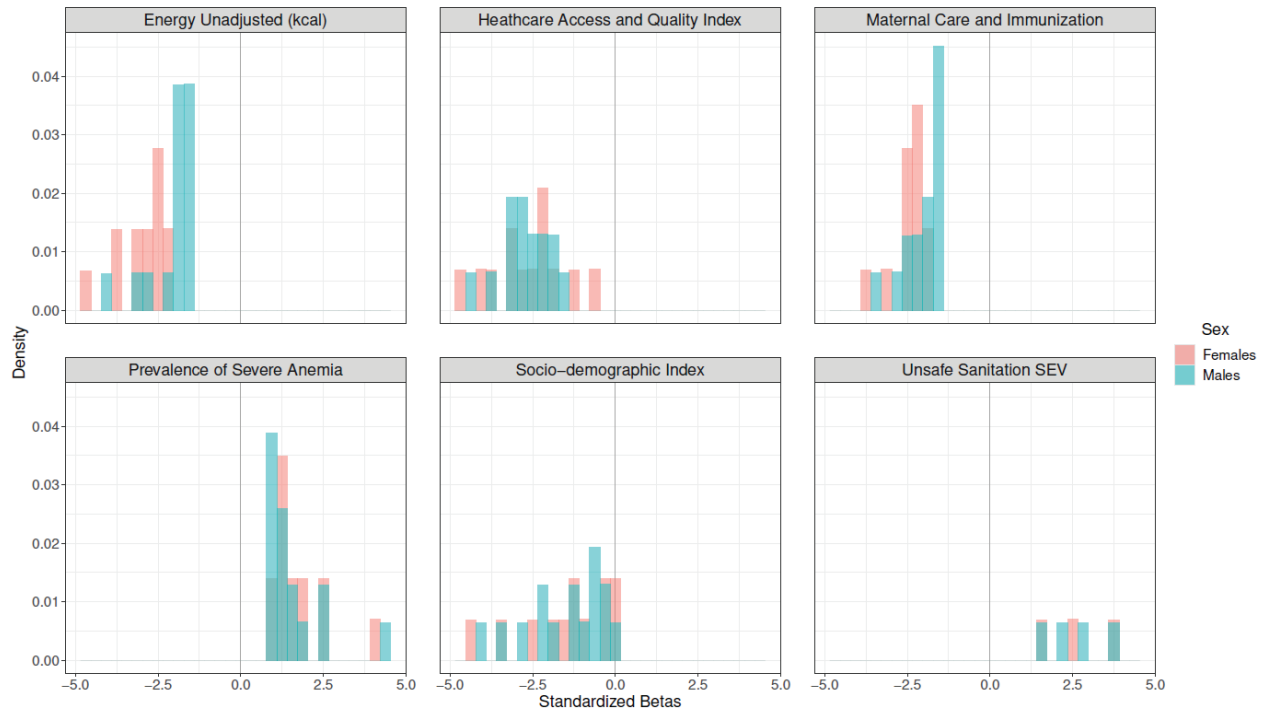 Energy Unadjusted (kcal)
Heathcare Access and Quality Index
Maternal Care and Immunization
0.04
0.03
0.02
0.01
0.00
Density
Sex
Females
Males
Prevalence of Severe Anemia
Socio−demographic Index
Unsafe Sanitation SEV
0.04
0.03
0.02
0.01
0.00
−5.0 −2.5 0.0 2.5 5.0 −5.0 −2.5 0.0 2.5 5.0 −5.0 −2.5 0.0 2.5 5.0
Standardized Betas